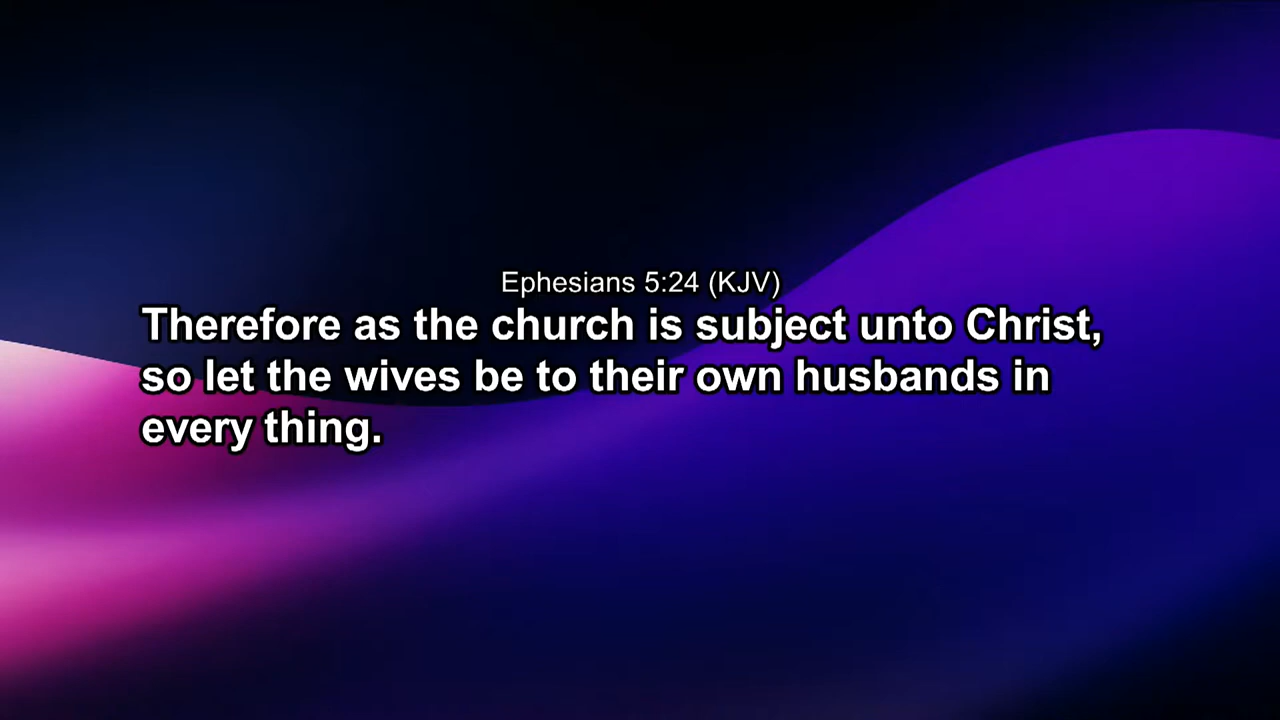 Ephesians 5:24 (KJV)
Therefore as the church is subject unto Christ,
so let the wives be to their own husbands in
every thing.